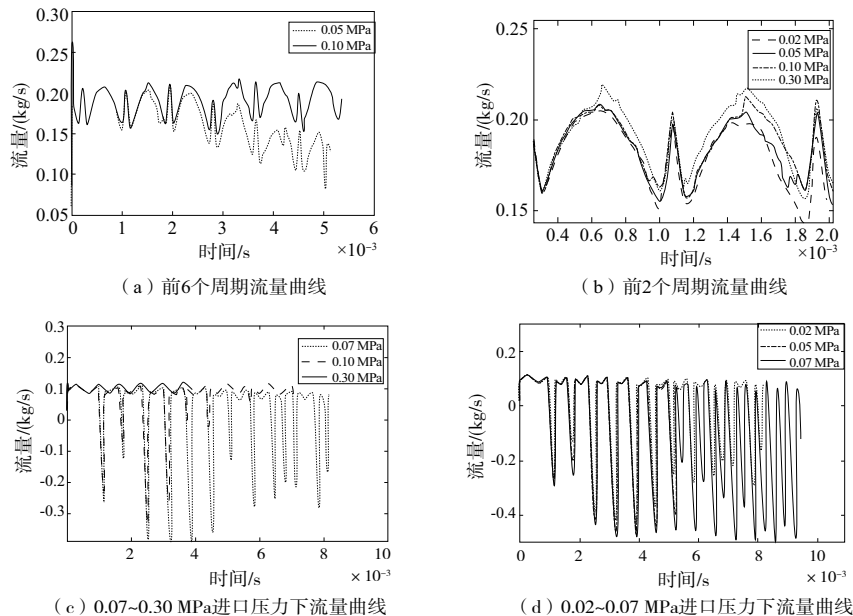 0.30
0.25
0.20
0.15
0.10
0.05
流量/(kg/s)
0.05 MPa
0.10 MPa
0 1 2 3 4 5 6
时间/s
×10⁻³
（a）前6个周期流量曲线
0.25
0.20
0.15
流量/(kg/s)
0.02 MPa
0.05 MPa
0.10 MPa
0.30 MPa
0.4 0.6 0.8 1.0 1.2 1.4 1.6 1.8 2.0
时间/s
×10⁻³
（b）前2个周期流量曲线
0.3
0.2
0.1
0
-0.1
-0.2
-0.3
流量/(kg/s)
0.07 MPa
0.10 MPa
0.30 MPa
2 4 6 8 10
时间/s
× 10⁻³
（c）0.07~0.30 MPa进口压力下流量曲线
0.2
0
-0.2
-0.4
流量/(kg/s)
0.02 MPa
0.05 MPa
0.07 MPa
0 2 4 6 8 10
时间/s
× 10⁻³
（d）0.02~0.07 MPa进口压力下流量曲线